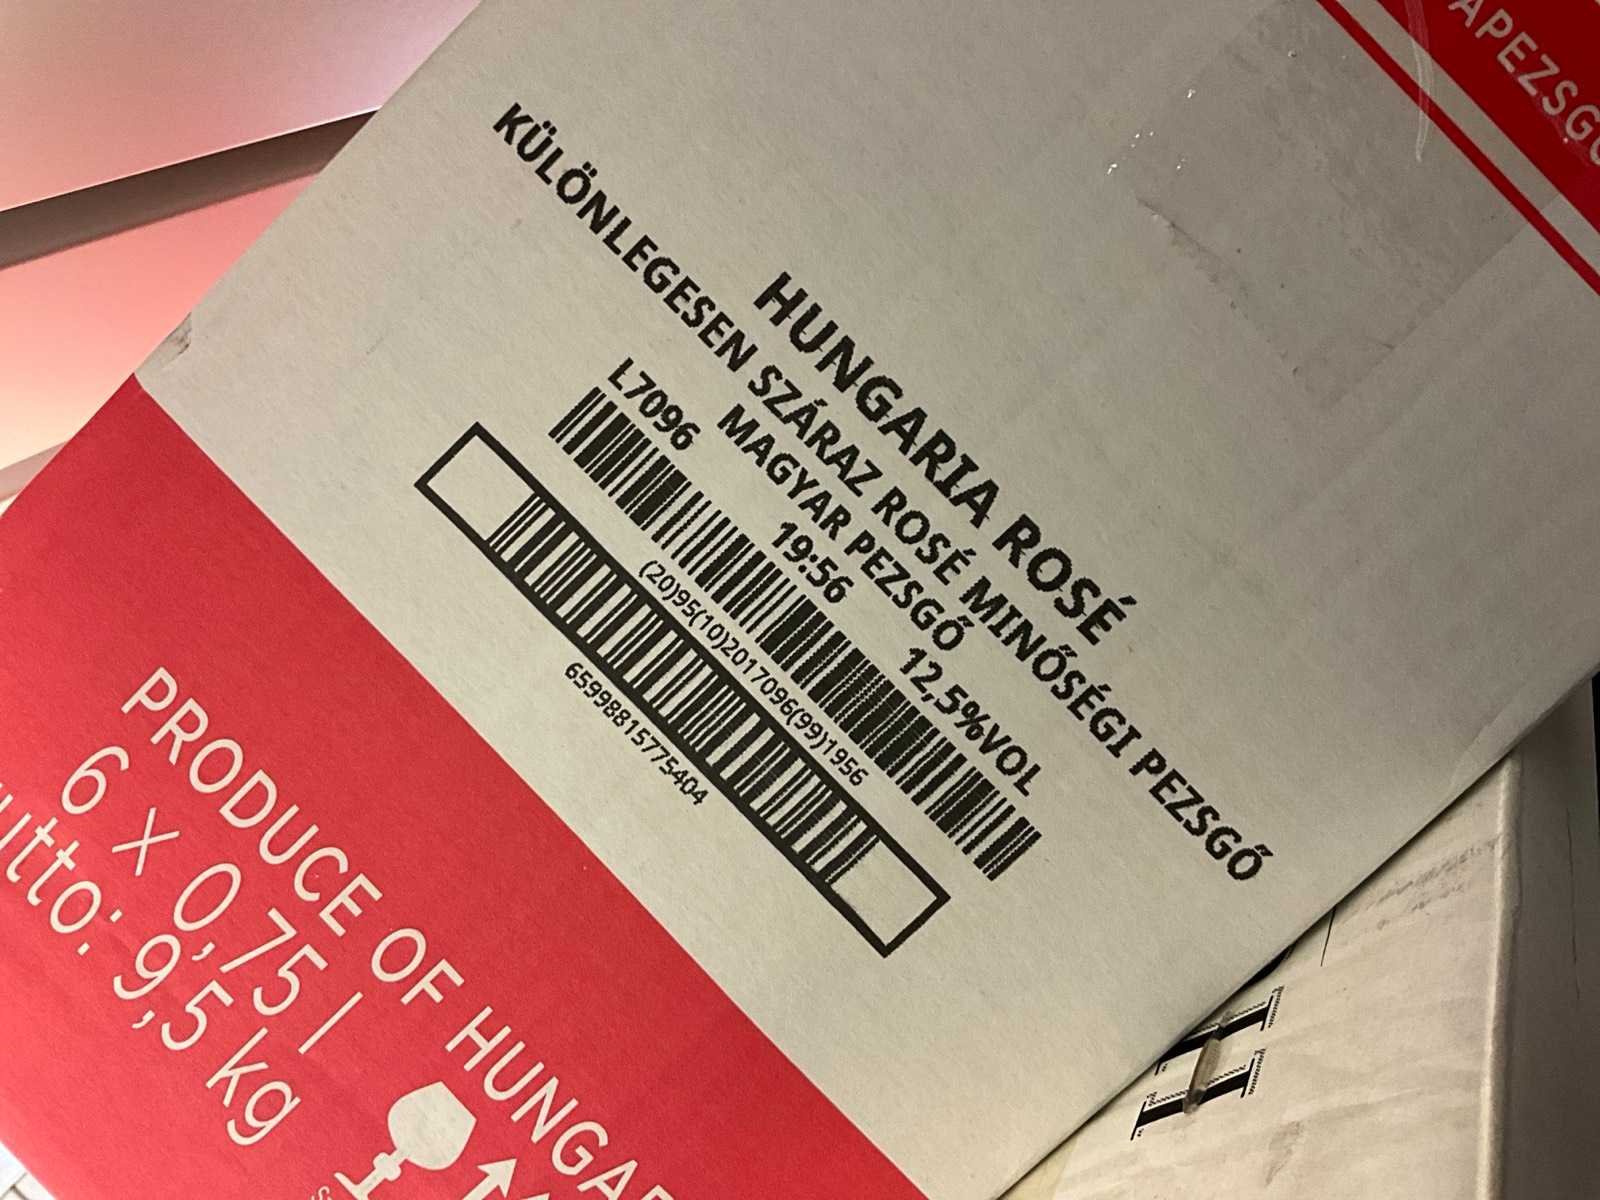 APEZSGŐ
HUNGARIA ROSÉ
KÜLÖNLEGESEN SZÁRAZ ROSÉ MINŐSÉGI PEZSGŐ
MAGYAR PEZSGŐ
L7096 19:56 12,5%VOL
(20)95(10)2017096(99)1956
6599881577540​4
PRODUCE OF HUNGA
6 x 0,75 l
utto: 9,5 kg